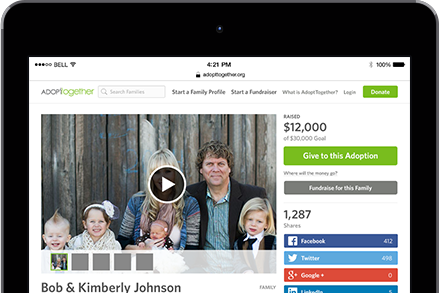 BELL 4:21 PM 100%
adopttogether.org
ADOPTTogether Search Families Start a Family Profile Start a Fundraiser What is AdoptTogether? Login Donate
RAISED
$12,000
of $30,000 Goal
Give to this Adoption
Where will the money go?
Fundraise for this Family
1,287
Shares
Facebook 412
Twitter 498
Google + 0
LinkedIn
Bob & Kimberly Johnson FAMILY